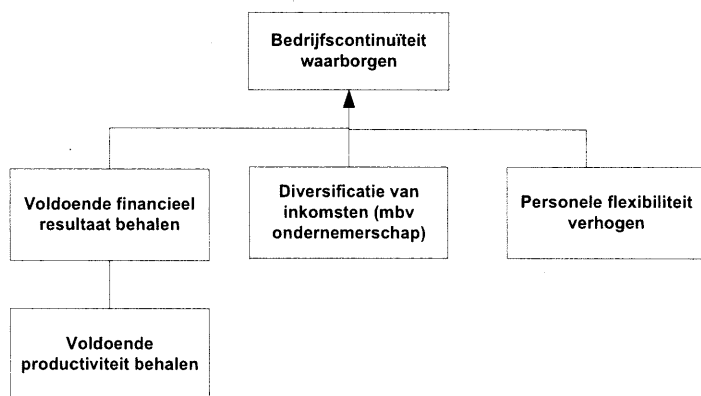 Bedrijfscontinuïteit
waarborgen
Voldoende financieel
resultaat behalen
Diversificatie van
inkomsten (mbv
ondernemerschap)
Personele flexibiliteit
verhogen
Voldoende
productiviteit behalen